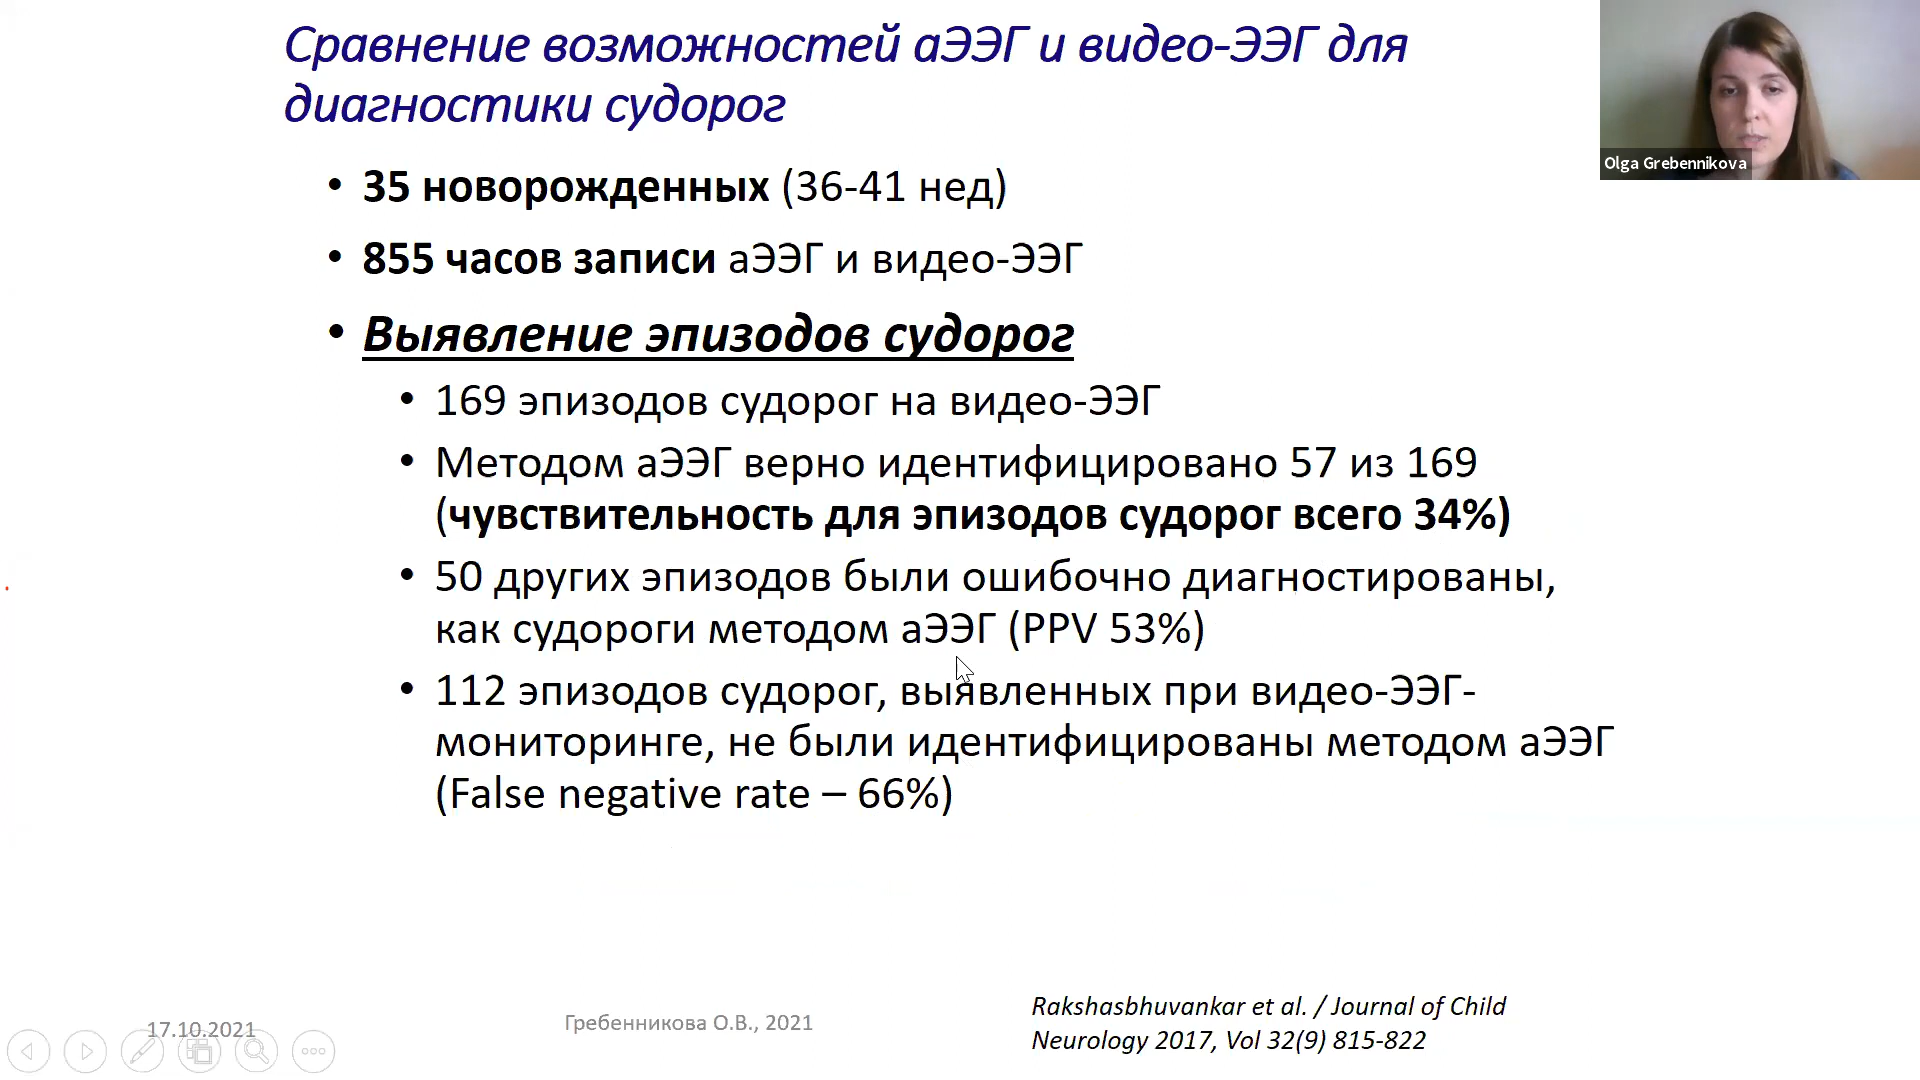 Сравнение возможностей аЭЭГ и видео-ЭЭГ для
диагностики судорог
Olga Grebennikova
• 35 новорожденных (36-41 нед)
• 855 часов записи аЭЭГ и видео-ЭЭГ
• Выявление эпизодов судорог
• 169 эпизодов судорог на видео-ЭЭГ
• Методом аЭЭГ верно идентифицировано 57 из 169
(чувствительность для эпизодов судорог всего 34%)
• 50 других эпизодов были ошибочно диагностированы,
как судороги методом аЭЭГ (PPV 53%)
• 112 эпизодов судорог, выявленных при видео-ЭЭГ-
мониторинге, не были идентифицированы методом аЭЭГ
(False negative rate – 66%)
17.10.2021
Гребенникова О.В., 2021
Rakshasbhuvankar et al. / Journal of Child
Neurology 2017, Vol 32(9) 815-822